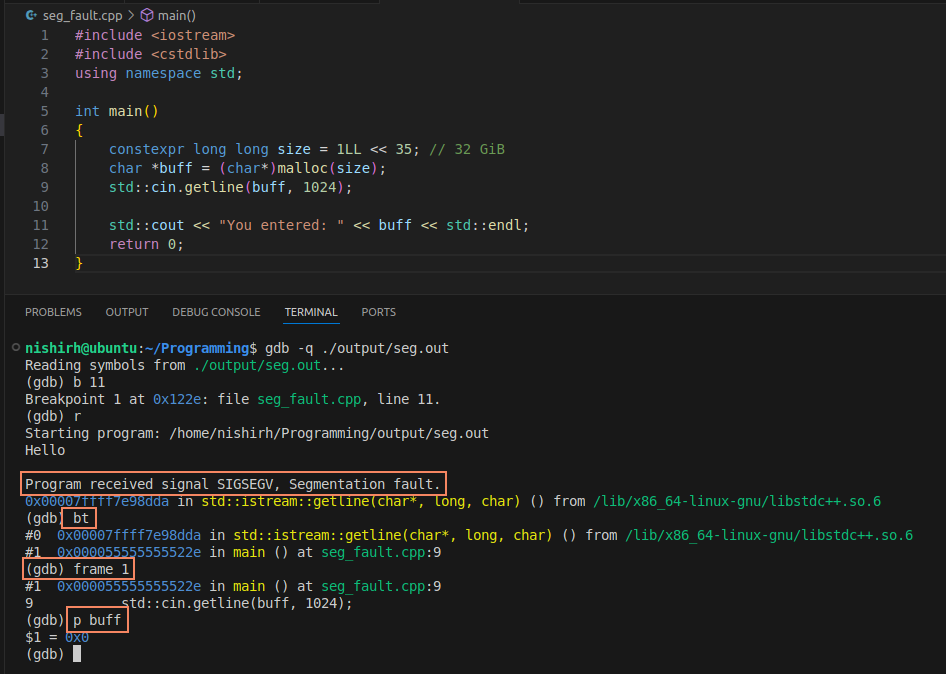 seg_fault.cpp > main()
1 #include <iostream>
2 #include <cstdlib>
3 using namespace std;
4
5 int main()
6 {
7     constexpr long long size = 1LL << 35; // 32 GiB
8     char *buff = (char*)malloc(size);
9     std::cin.getline(buff, 1024);
10
11     std::cout << "You entered: " << buff << std::endl;
12     return 0;
13 }
PROBLEMS OUTPUT DEBUG CONSOLE TERMINAL PORTS
nishirh@ubuntu:~/Programming$ gdb -q ./output/seg.out
Reading symbols from ./output/seg.out...
(gdb) b 11
Breakpoint 1 at 0x122e: file seg_fault.cpp, line 11.
(gdb) r
Starting program: /home/nishirh/Programming/output/seg.out
Hello
Program received signal SIGSEGV, Segmentation fault.
0x00007ffff7e98dda in std::istream::getline(char*, long, char) () from /lib/x86_64-linux-gnu/libstdc++.so.6
(gdb) bt
#0  0x00007ffff7e98dda in std::istream::getline(char*, long, char) () from /lib/x86_64-linux-gnu/libstdc++.so.6
#1  0x000055555555522e in main () at seg_fault.cpp:9
(gdb) frame 1
#1  0x000055555555522e in main () at seg_fault.cpp:9
9           std::cin.getline(buff, 1024);
(gdb) p buff
$1 = 0x0
(gdb)